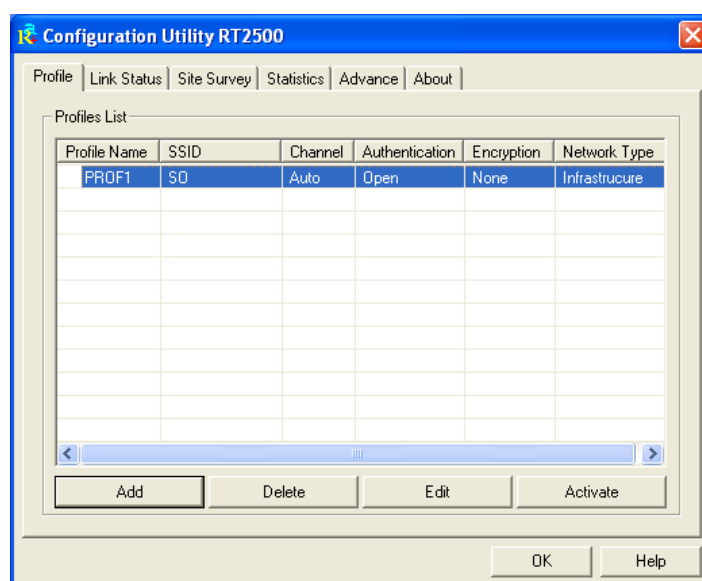 Configuration Utility RT2500
Profile Link Status Site Survey Statistics Advance About
Profiles List
Profile Name SSID Channel Authentication Encryption Network Type
PROF1 SO Auto Open None Infrastrucure
Add Delete Edit Activate
OK Help